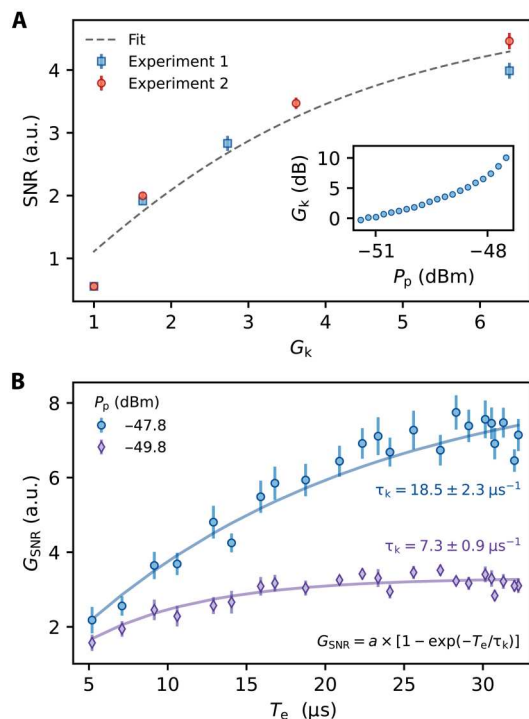 A
Fit
Experiment 1
Experiment 2
SNR (a.u.)
5
4
3
2
1
1 2 3 4 5 6
G_k
G_k (dB)
10
5
0
−51 −48
P_p (dBm)
B
P_p (dBm)
–47.8
–49.8
G_SNR (a.u.)
8
6
4
2
τ_k = 18.5 ± 2.3 μs⁻¹
τ_k = 7.3 ± 0.9 μs⁻¹
G_SNR = a × [1 − exp(−T_e/τ_k)]
5 10 15 20 25 30
T_e (μs)